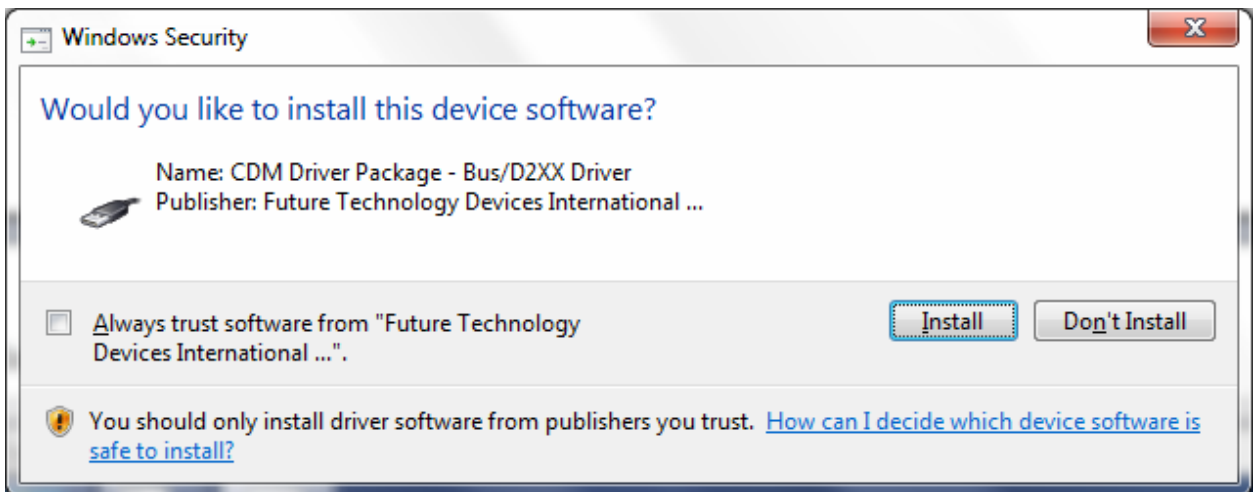 Windows Security
Would you like to install this device software?
Name: CDM Driver Package - Bus/D2XX Driver
Publisher: Future Technology Devices International ...
Always trust software from "Future Technology
Devices International ...".
Install
Don't Install
You should only install driver software from publishers you trust. How can I decide which device software is
safe to install?